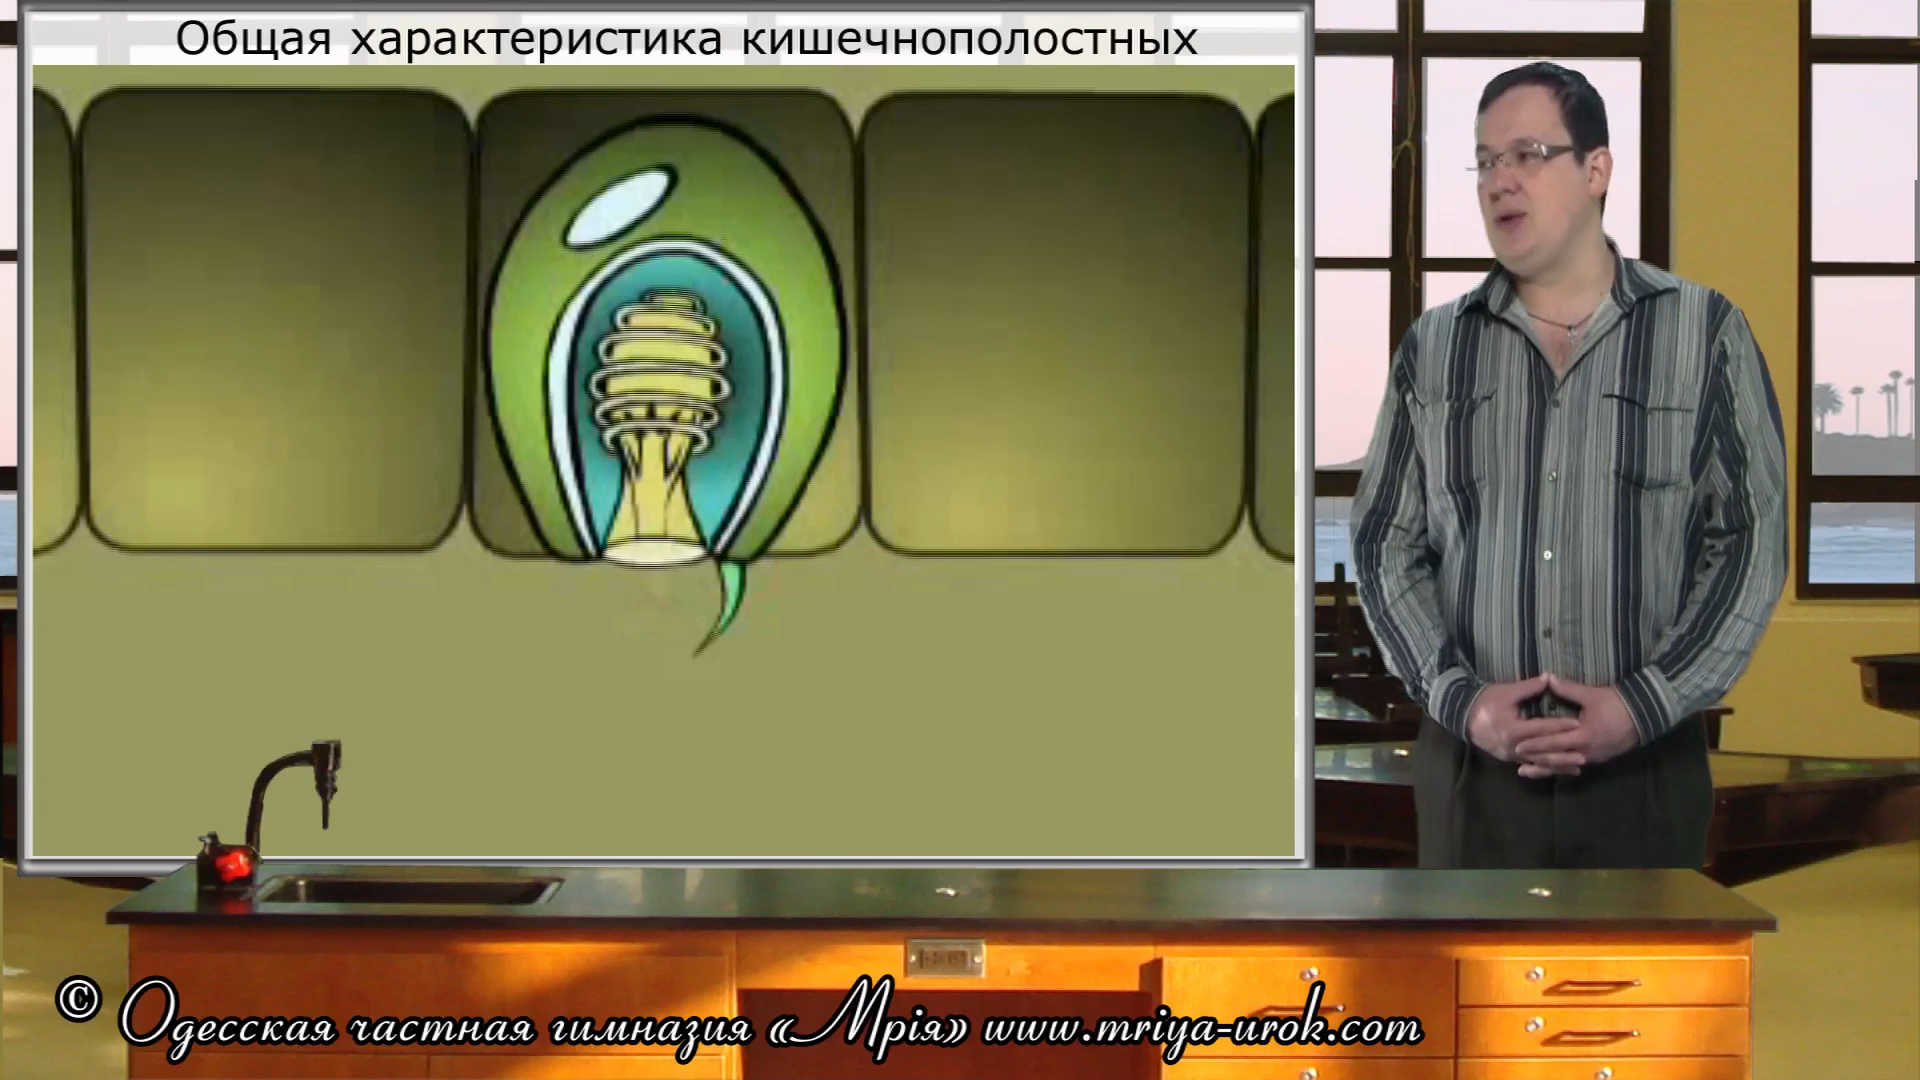 Общая характеристика кишечнополостных
© Одесская частная гимназия «Мрія» www.mriya-urok.com